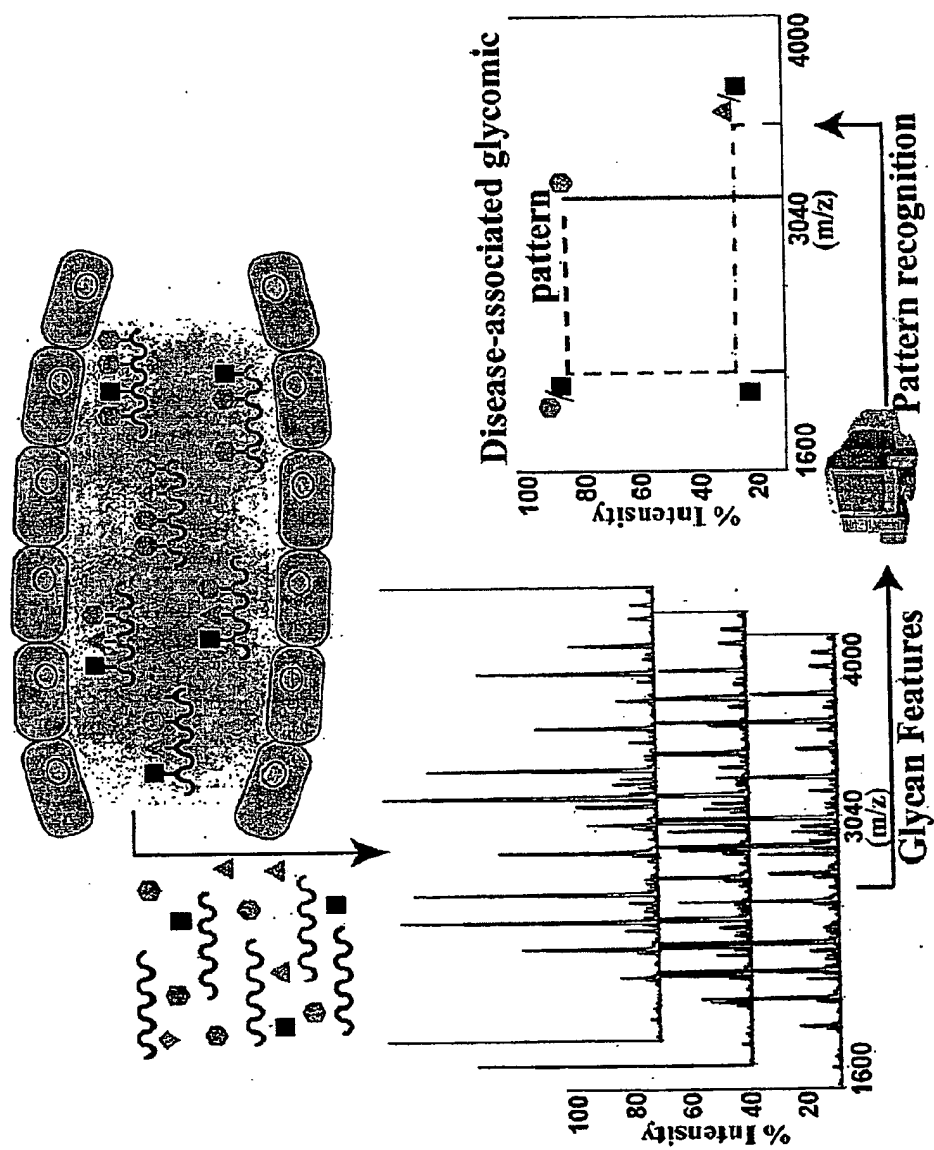 Disease-associated glycomic
pattern
100
80
60
40
20
% Intensity
1600
3040
(m/z)
4000
Pattern recognition
100
80
60
40
20
% Intensity
1600
3040
(m/z)
4000
Glycan Features